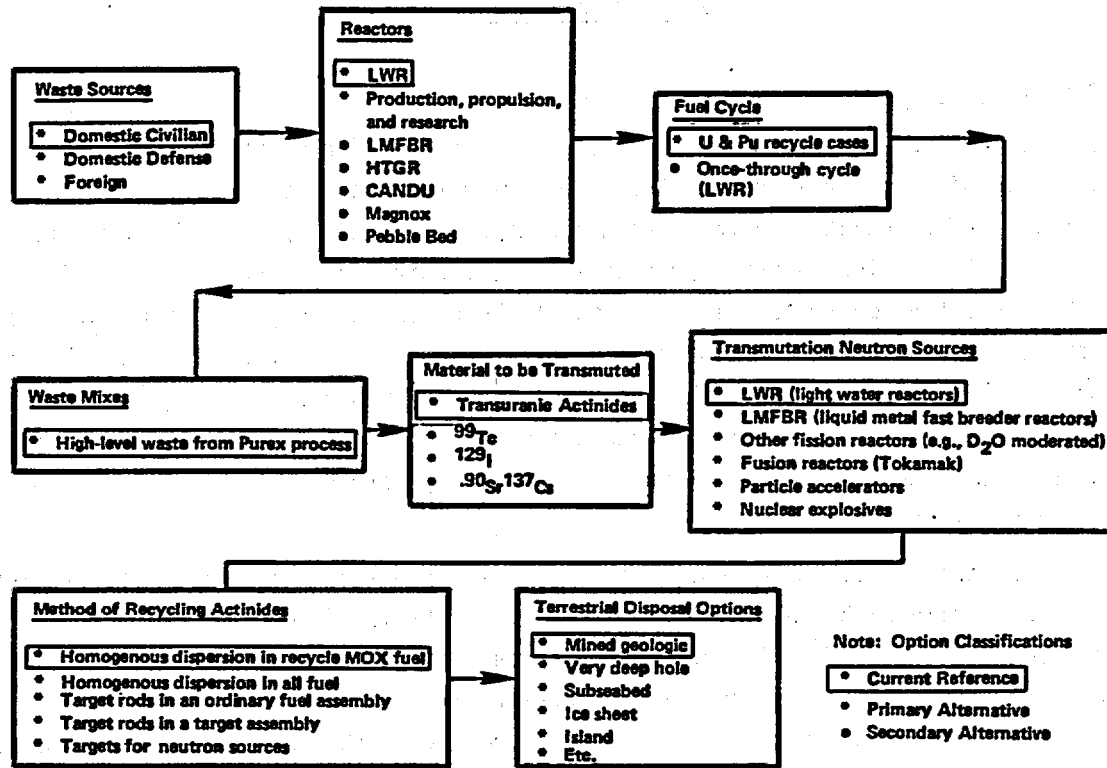 Reactors
* LWR
* Production, propulsion,
and research
● LMFBR
● HTGR
● CANDU
● Magnox
● Pebble Bed
Waste Sources
* Domestic Civilian
* Domestic Defense
* Foreign
Fuel Cycle
* U & Pu recycle cases
● Once-through cycle
(LWR)
Waste Mixes
* High-level waste from Purex process
Material to be Transmuted
* Transuranic Actinides
● 99Tc
● 129I
● .90Sr137Cs
Transmutation Neutron Sources
* LWR (light water reactors)
* LMFBR (liquid metal fast breeder reactors)
* Other fission reactors (e.g., D2O moderated)
* Fusion reactors (Tokamak)
* Particle accelerators
* Nuclear explosives
Method of Recycling Actinides
* Homogenous dispersion in recycle MOX fuel
* Homogenous dispersion in all fuel
* Target rods in an ordinary fuel assembly
* Target rods in a target assembly
* Targets for neutron sources
Terrestrial Disposal Options
* Mined geologic
* Very deep hole
* Subseabed
* Ice sheet
* Island
* Etc.
Note: Option Classifications
* Current Reference
* Primary Alternative
● Secondary Alternative